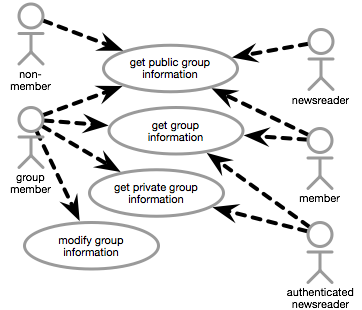 non-
member
get public group
information
newsreader
group
member
get group
information
member
get private group
information
modify group
information
authenticated
newsreader